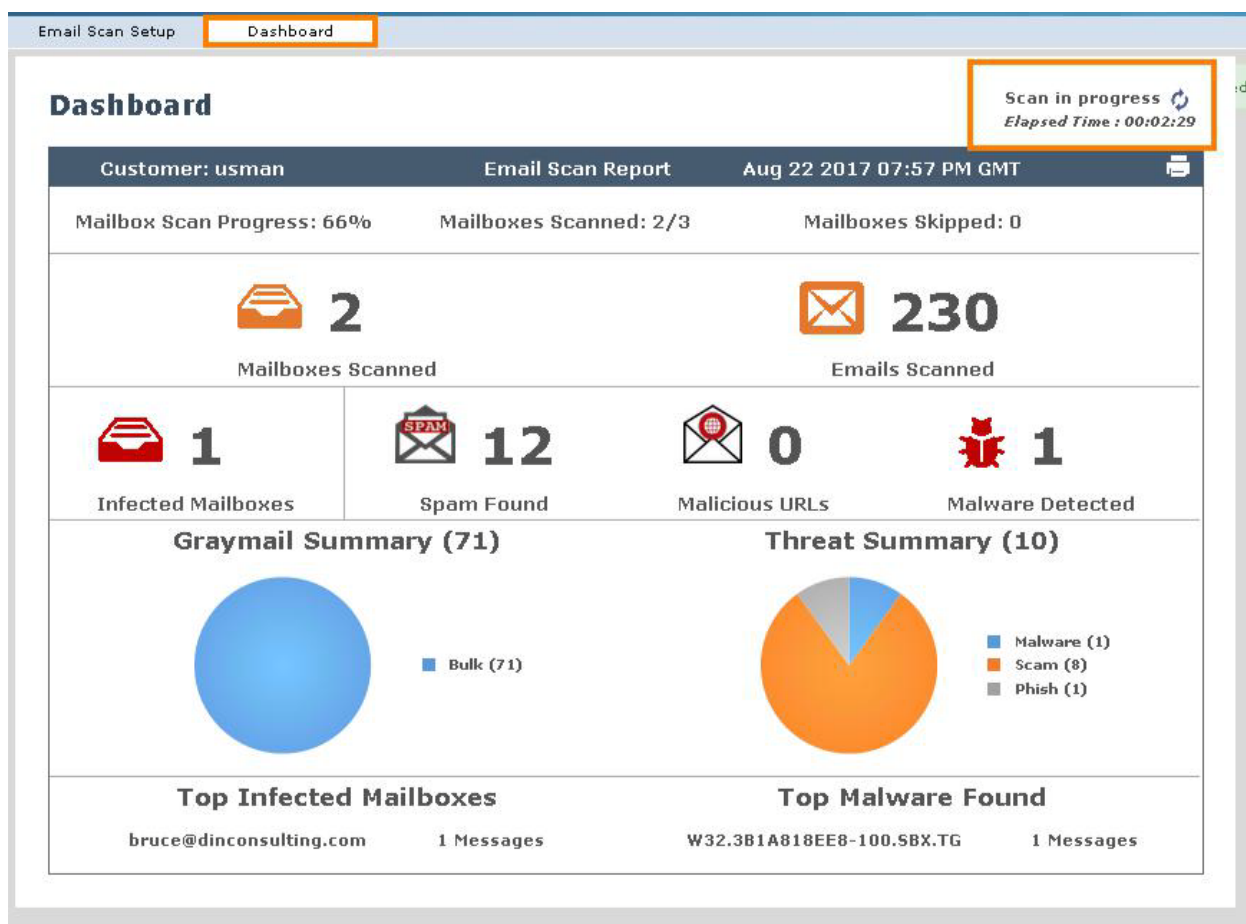 Email Scan Setup
Dashboard
Dashboard
Scan in progress
Elapsed Time : 00:02:29
Customer: usman
Email Scan Report
Aug 22 2017 07:57 PM GMT
Mailbox Scan Progress: 66%
Mailboxes Scanned: 2/3
Mailboxes Skipped: 0
2
Mailboxes Scanned
230
Emails Scanned
1
Infected Mailboxes
SPAM
12
Spam Found
0
Malicious URLs
1
Malware Detected
Graymail Summary (71)
Bulk (71)
Threat Summary (10)
Malware (1)
Scam (8)
Phish (1)
Top Infected Mailboxes
bruce@dinconsulting.com
1 Messages
Top Malware Found
W32.3B1A818EE8-100.SBX.TG
1 Messages